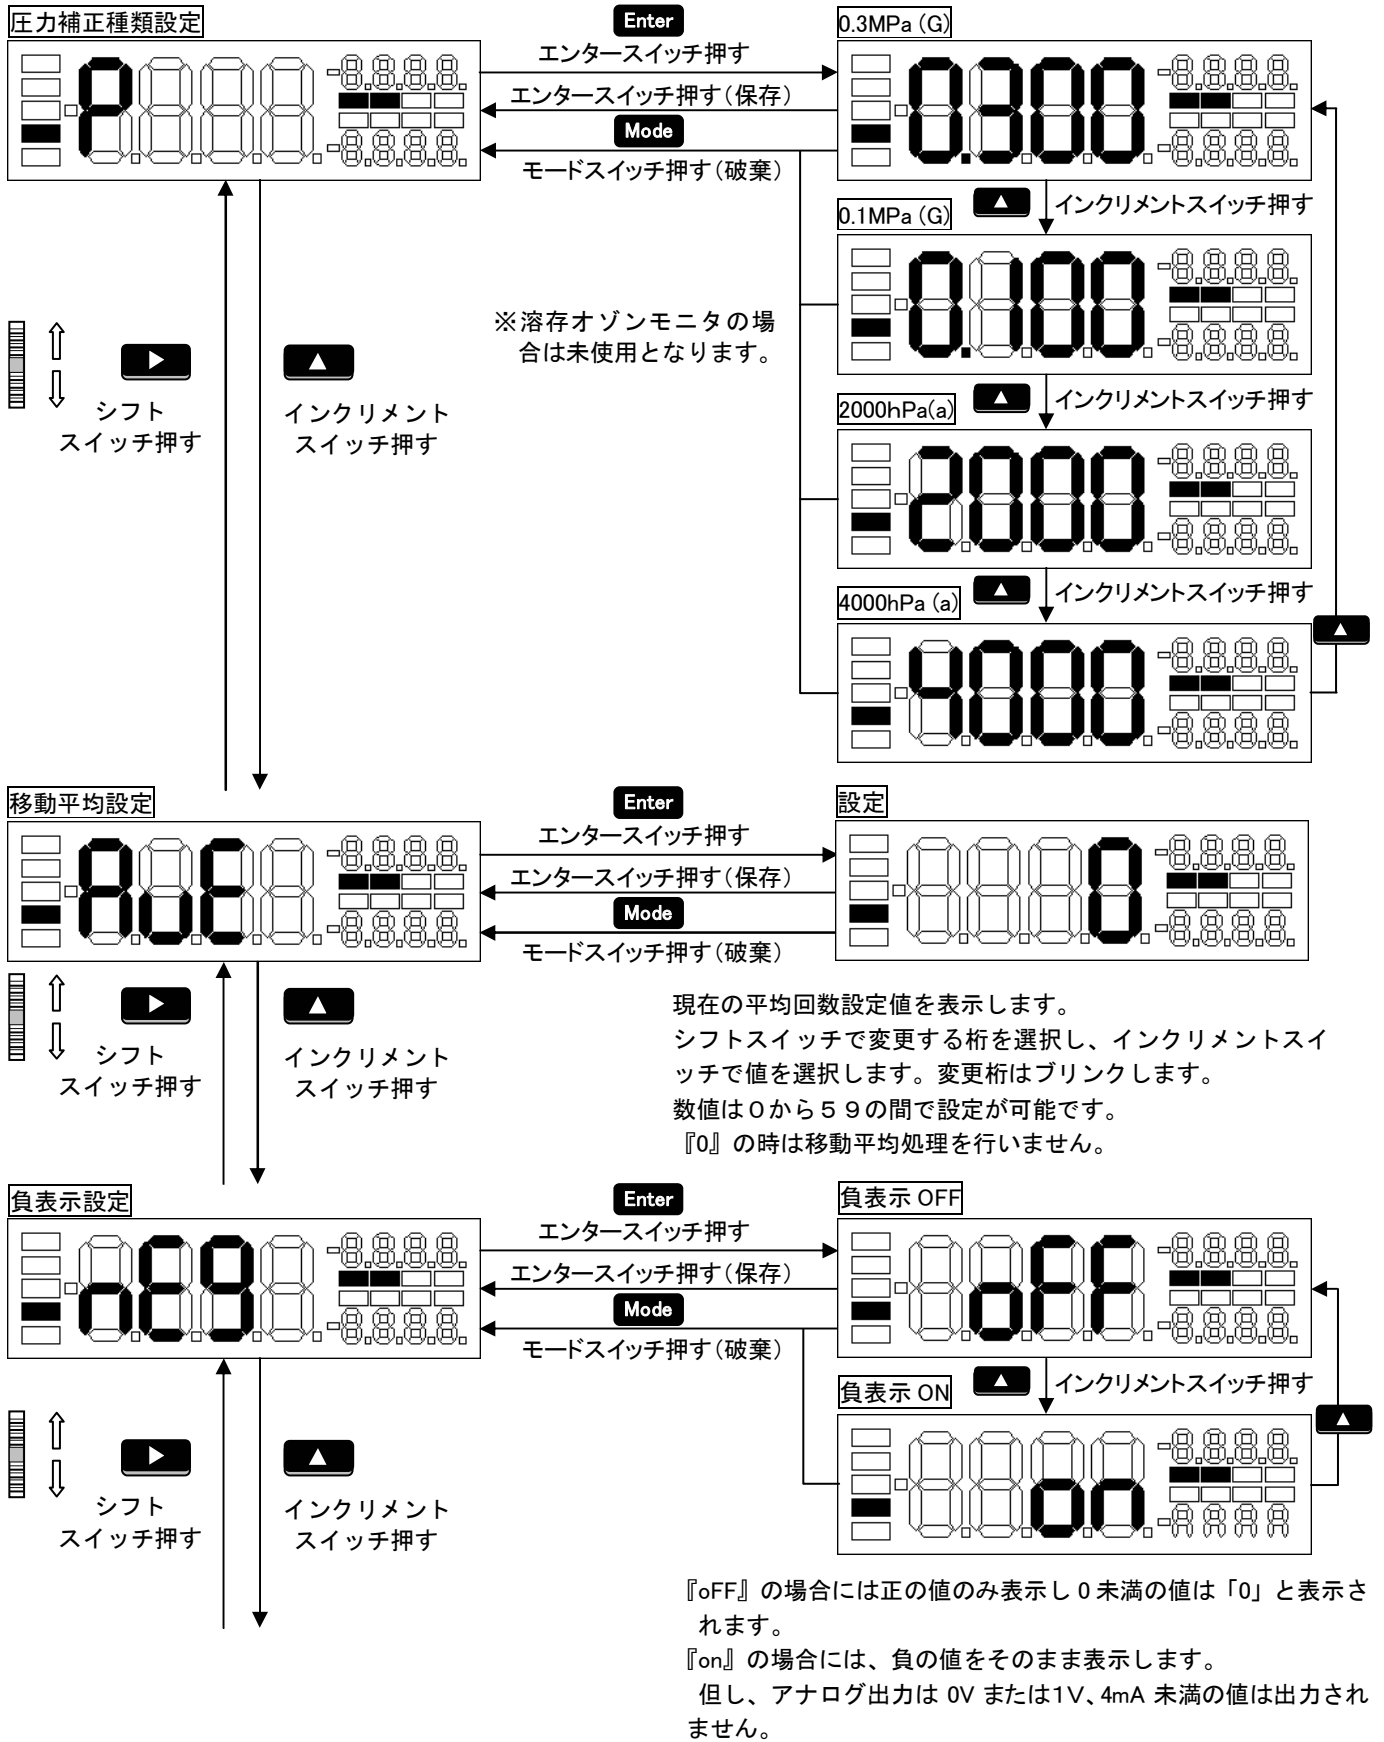 圧力補正種類設定
Enter
エンタースイッチ押す
エンタースイッチ押す(保存)
Mode
モードスイッチ押す(破棄)
0.3MPa (G)
P
0.300
インクリメントスイッチ押す
0.1MPa (G)
0.100
※溶存オゾンモニタの場
合は未使用となります。
シフト
スイッチ押す
インクリメント
スイッチ押す
インクリメントスイッチ押す
2000hPa(a)
2000
インクリメントスイッチ押す
4000hPa (a)
4000
移動平均設定
Enter
エンタースイッチ押す
エンタースイッチ押す(保存)
Mode
モードスイッチ押す(破棄)
設定
AvE
0
シフト
スイッチ押す
インクリメント
スイッチ押す
現在の平均回数設定値を表示します。
シフトスイッチで変更する桁を選択し、インクリメントスイ
ッチで値を選択します。変更桁はブリンクします。
数値は0から59の間で設定が可能です。
『0』の時は移動平均処理を行いません。
負表示設定
Enter
エンタースイッチ押す
エンタースイッチ押す(保存)
Mode
モードスイッチ押す(破棄)
負表示 OFF
nEg
oFF
インクリメントスイッチ押す
負表示 ON
on
シフト
スイッチ押す
インクリメント
スイッチ押す
『oFF』の場合には正の値のみ表示し 0 未満の値は「0」と表示さ
れます。
『on』の場合には、負の値をそのまま表示します。
但し、アナログ出力は 0V または1V、4mA 未満の値は出力され
ません。